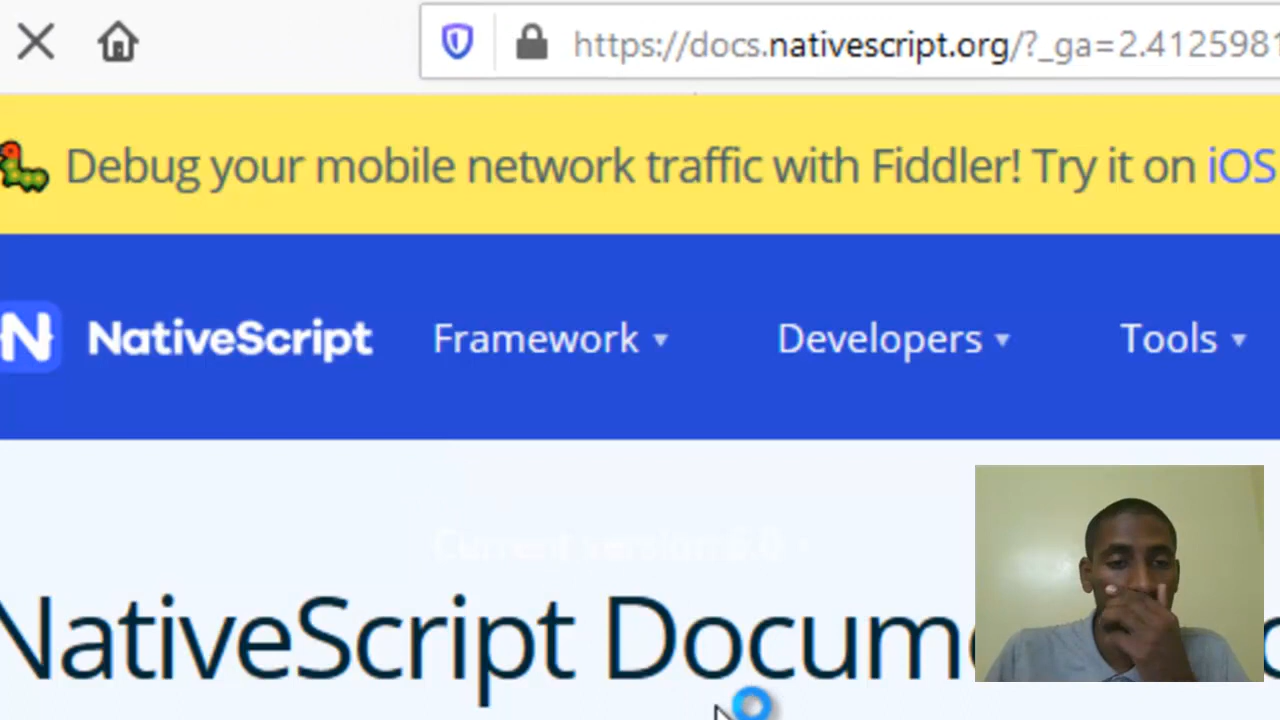 https://docs.nativescript.org/?_ga=2.4125981
Debug your mobile network traffic with Fiddler! Try it on iOS
N NativeScript Framework Developers Tools
NativeScript